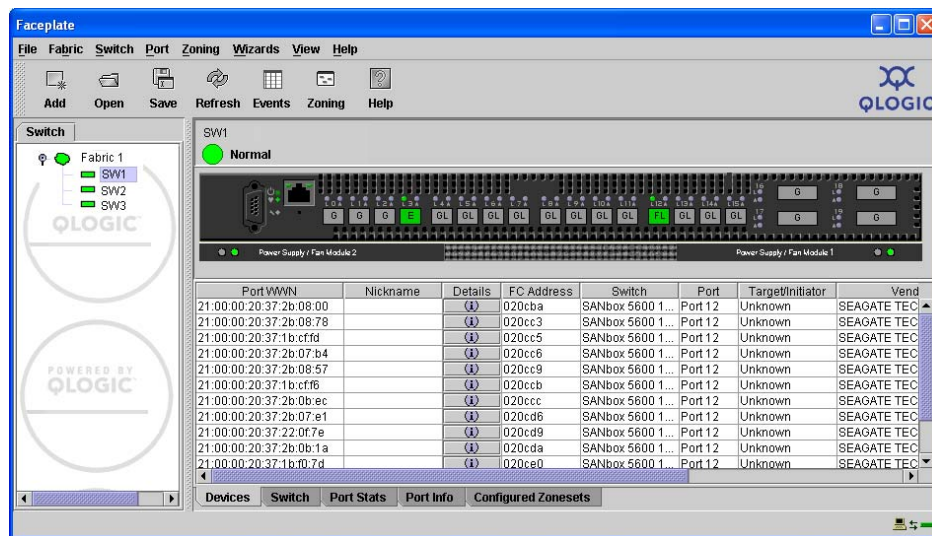 Faceplate
File Fabric Switch Port Zoning Wizards View Help
Add Open Save Refresh Events Zoning Help
QLOGIC
Switch
Fabric 1
SW1
SW2
SW3
QLOGIC
POWERED BY
QLOGIC
SW1
Normal
G G G E GL GL GL GL GL GL GL GL FL GL GL GL
16 G 18 G
17 G 19 G
Power Supply / Fan Module 2 Power Supply / Fan Module 1
Port WWN Nickname Details FC Address Switch Port Target/Initiator Vend
21:00:00:20:37:2b:08:00 (i) 020cba SANbox 5600 1... Port 12 Unknown SEAGATE TEC
21:00:00:20:37:2b:08:78 (i) 020cc3 SANbox 5600 1... Port 12 Unknown SEAGATE TEC
21:00:00:20:37:1b:cf:fd (i) 020cc5 SANbox 5600 1... Port 12 Unknown SEAGATE TEC
21:00:00:20:37:2b:07:b4 (i) 020cc6 SANbox 5600 1... Port 12 Unknown SEAGATE TEC
21:00:00:20:37:2b:08:57 (i) 020cc9 SANbox 5600 1... Port 12 Unknown SEAGATE TEC
21:00:00:20:37:1b:cf:f6 (i) 020ccb SANbox 5600 1... Port 12 Unknown SEAGATE TEC
21:00:00:20:37:2b:0b:ec (i) 020ccc SANbox 5600 1... Port 12 Unknown SEAGATE TEC
21:00:00:20:37:2b:07:e1 (i) 020cd6 SANbox 5600 1... Port 12 Unknown SEAGATE TEC
21:00:00:20:37:22:0f:7e (i) 020cd9 SANbox 5600 1... Port 12 Unknown SEAGATE TEC
21:00:00:20:37:2b:0b:1a (i) 020cda SANbox 5600 1... Port 12 Unknown SEAGATE TEC
21:00:00:20:37:1b:f0:7d (i) 020ce0 SANbox 5600 1... Port 12 Unknown SEAGATE TEC
Devices Switch Port Stats Port Info Configured Zonesets